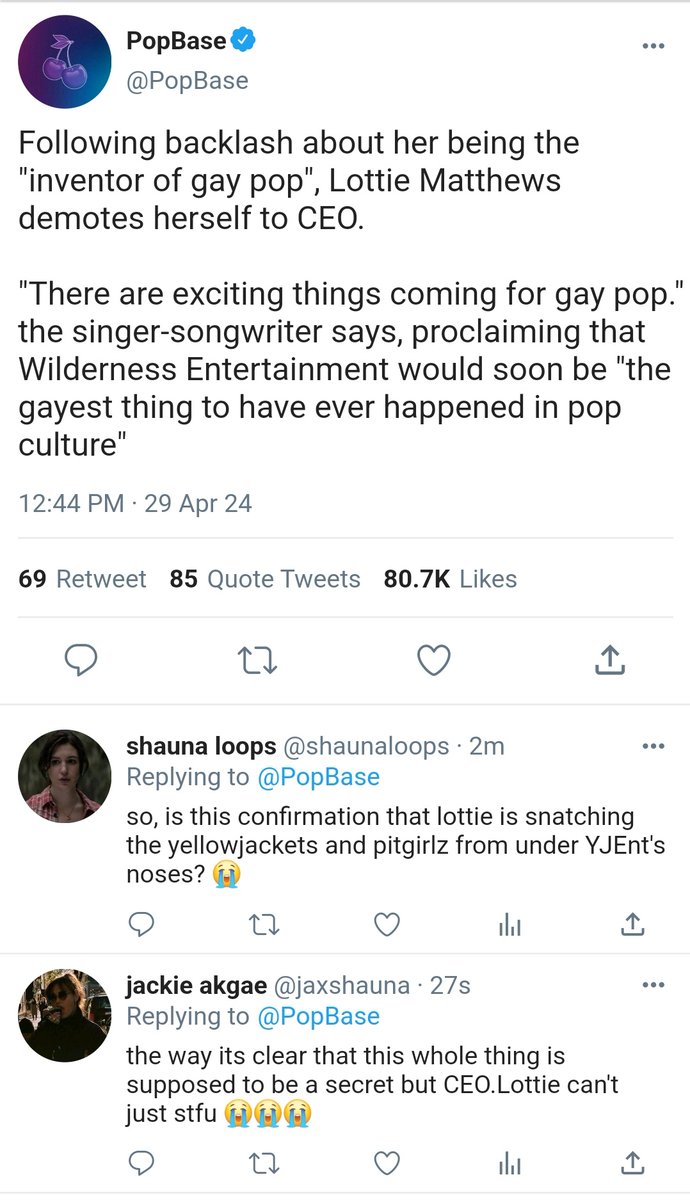 PopBase
@PopBase
Following backlash about her being the
"inventor of gay pop", Lottie Matthews
demotes herself to CEO.
"There are exciting things coming for gay pop."
the singer-songwriter says, proclaiming that
Wilderness Entertainment would soon be "the
gayest thing to have ever happened in pop
culture"
12:44 PM · 29 Apr 24
69 Retweet 85 Quote Tweets 80.7K Likes
shauna loops @shaunaloops · 2m
Replying to @PopBase
so, is this confirmation that lottie is snatching
the yellowjackets and pitgirlz from under YJEnt's
noses? 😭
jackie akgae @jaxshauna · 27s
Replying to @PopBase
the way its clear that this whole thing is
supposed to be a secret but CEO.Lottie can't
just stfu 😭😭😭